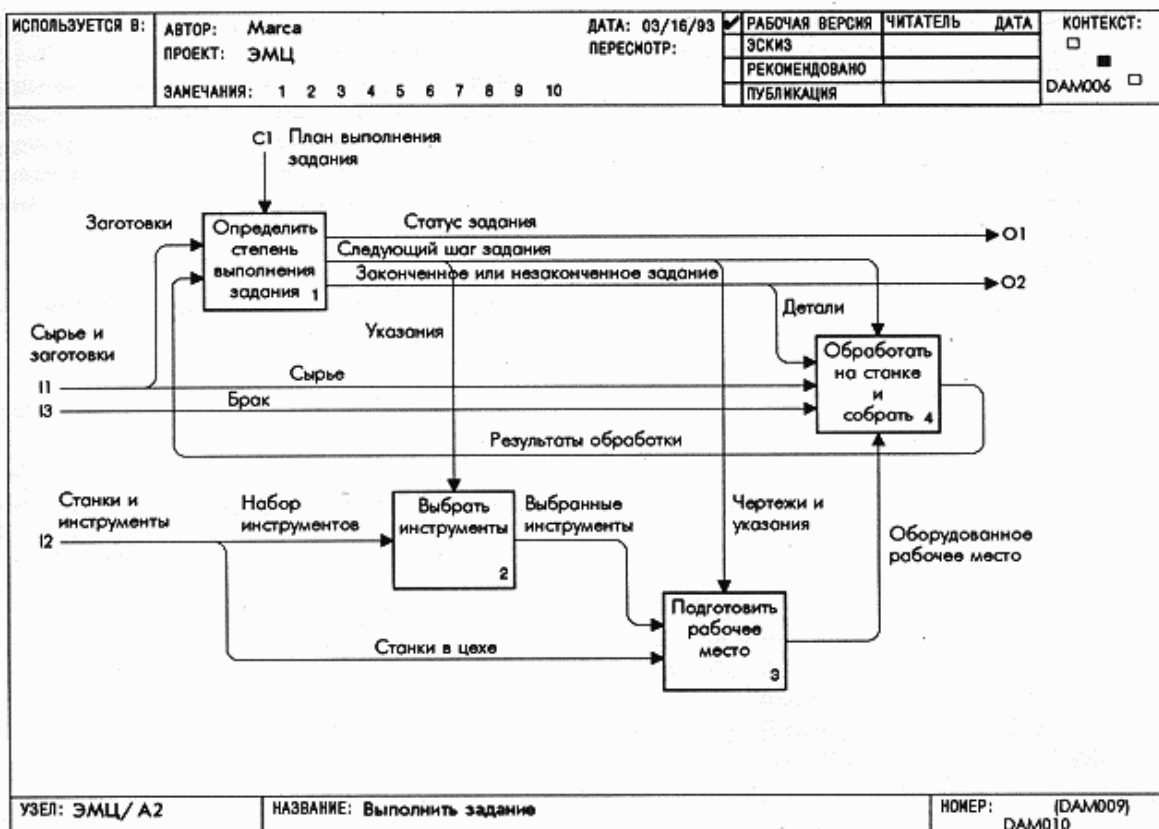 ИСПОЛЬЗУЕТСЯ В:
АВТОР: Marca
ДАТА: 03/16/93
ПРОЕКТ: ЭМЦ
ПЕРЕСМОТР:
ЗАМЕЧАНИЯ: 1 2 3 4 5 6 7 8 9 10
РАБОЧАЯ ВЕРСИЯ
ЭСКИЗ
РЕКОМЕНДОВАНО
ПУБЛИКАЦИЯ
ЧИТАТЕЛЬ ДАТА
КОНТЕКСТ:
DAM006
C1 План выполнения
задания
Заготовки
Определить
степень
выполнения
задания 1
Статус задания
O1
Следующий шаг задания
Законченное или незаконченное задание
O2
Детали
Указания
Сырье и
заготовки
I1
Сырье
I3
Брак
Обработать
на станке
и
собрать 4
Результаты обработки
Станки и
инструменты
I2
Набор
инструментов
Выбрать
инструменты
2
Выбранные
инструменты
Чертежи и
указания
Оборудованное
рабочее место
Подготовить
рабочее
место
3
Станки в цехе
УЗЕЛ: ЭМЦ/ А2
НАЗВАНИЕ: Выполнить задание
НОМЕР: (DAM009)
DAM010